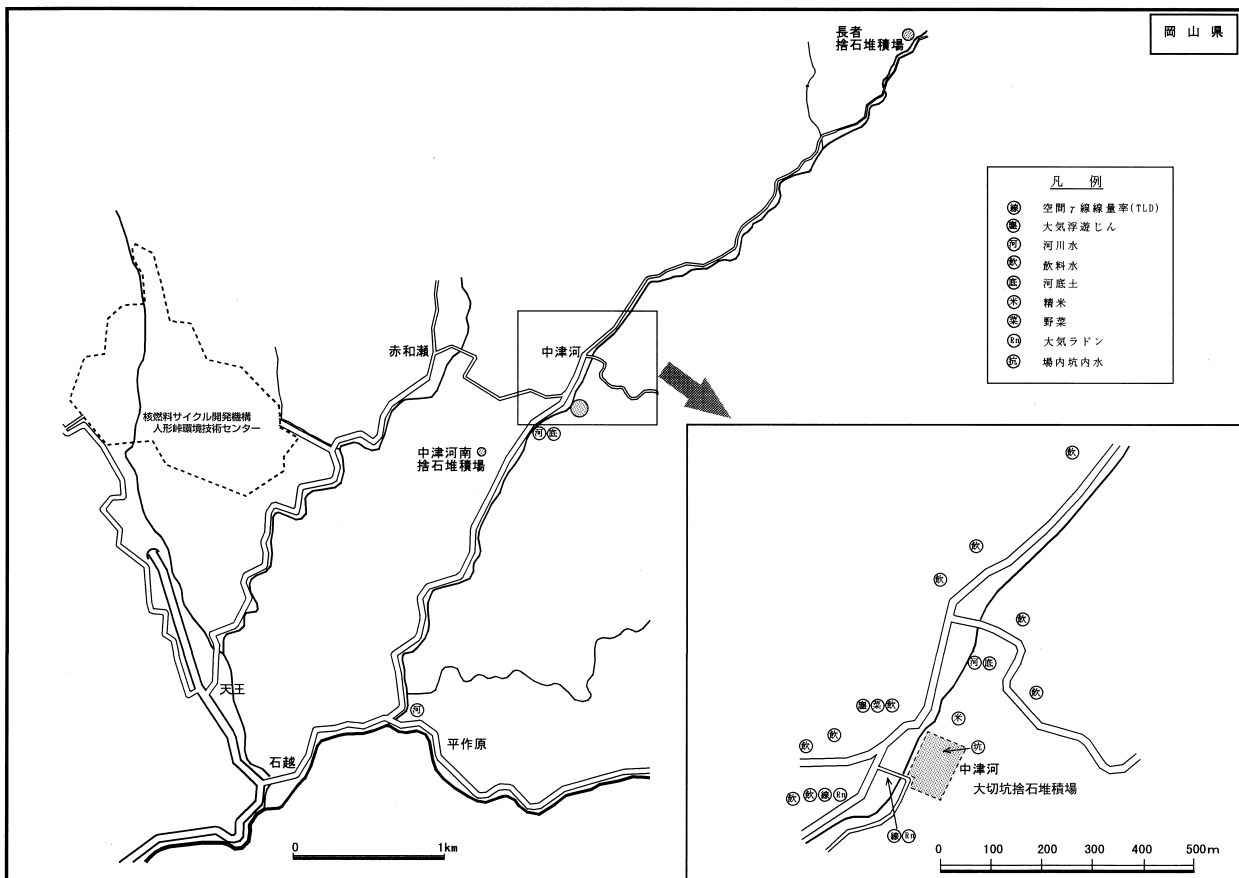 岡山県
長者
捨石堆積場
凡 例
線 空間γ線線量率(TLD)
塵 大気浮遊じん
河 河川水
飲 飲料水
底 河底土
米 精米
菜 野菜
Rn 大気ラドン
坑 場内坑内水
赤和瀬
中津河
核燃料サイクル開発機構
人形峠環境技術センター
河 底
中津河南
捨石堆積場
天王
河
石越
平作原
0 1km
飲
飲
飲
飲
河 底
飲
塵 菜 飲
米
飲
飲
坑
中津河
大切坑捨石堆積場
飲 飲 線 Rn
線 Rn
0 100 200 300 400 500m